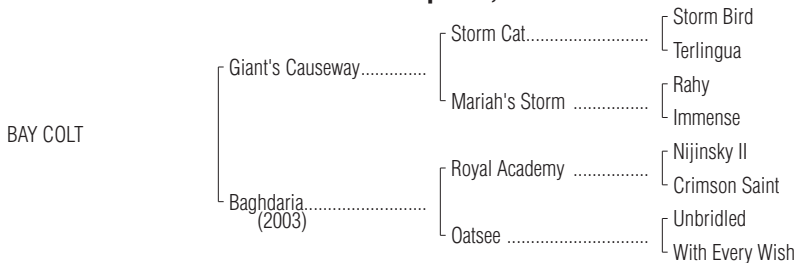 Storm Bird
Storm Cat..............................
Terlingua
Giant's Causeway..............
Rahy
Mariah's Storm ..................
Immense
BAY COLT
Nijinsky II
Royal Academy ..................
Crimson Saint
Baghdaria..........................
(2003)
Unbridled
Oatsee ..................................
With Every Wish